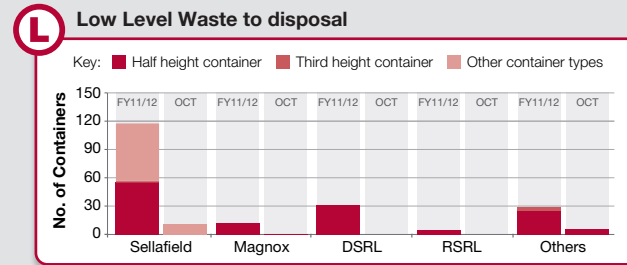 L
Low Level Waste to disposal
Key: Half height container Third height container Other container types
No. of Containers
150
120
90
60
30
0
FY11/12 OCT FY11/12 OCT FY11/12 OCT FY11/12 OCT FY11/12 OCT
Sellafield Magnox DSRL RSRL Others